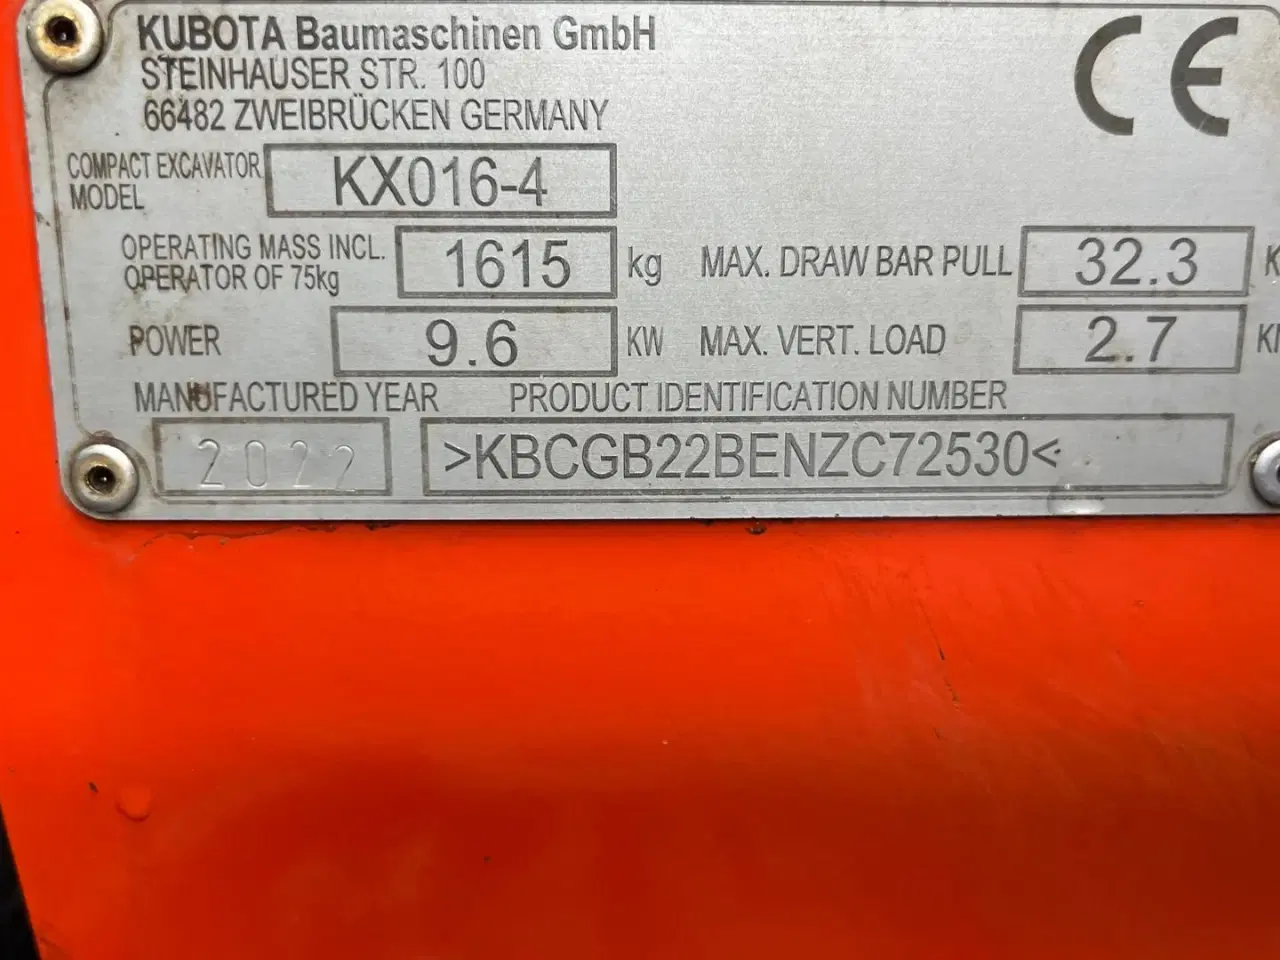 KUBOTA Baumaschinen GmbH
STEINHAUSER STR. 100
66482 ZWEIBRÜCKEN GERMANY
CE
COMPACT EXCAVATOR
MODEL
KX016-4
OPERATING MASS INCL.
OPERATOR OF 75kg
1615 kg
MAX. DRAW BAR PULL 32.3
POWER 9.6 KW
MAX. VERT. LOAD 2.7
MANUFACTURED YEAR
PRODUCT IDENTIFICATION NUMBER
2022
>KBCGB22BENZC72530<